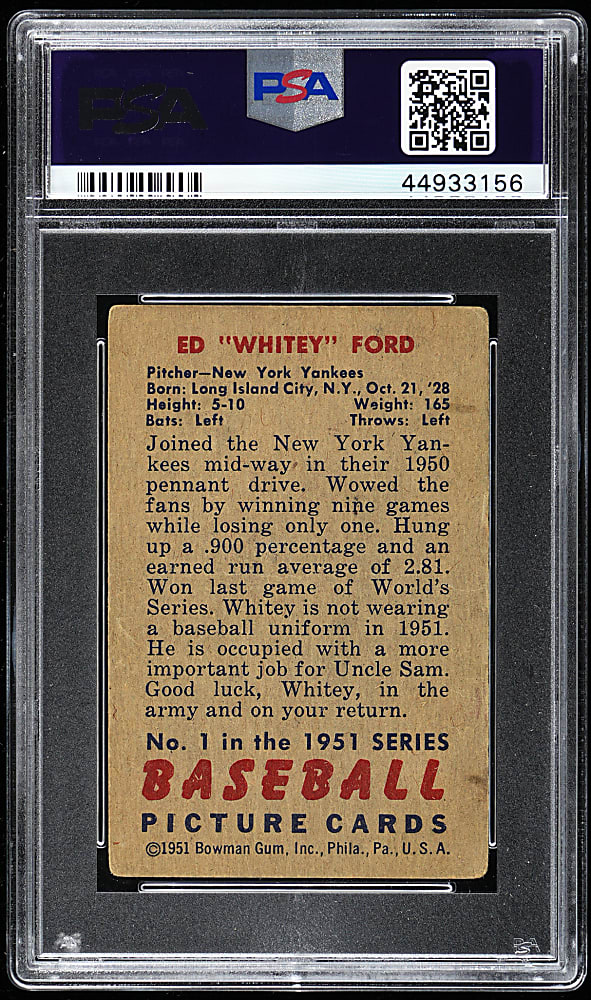 PSA
PSA
44933156
ED "WHITEY" FORD
Pitcher—New York Yankees
Born: Long Island City, N.Y., Oct. 21, '28
Height: 5-10 Weight: 165
Bats: Left Throws: Left
Joined the New York Yan-
kees mid-way in their 1950
pennant drive. Wowed the
fans by winning nine games
while losing only one. Hung
up a .900 percentage and an
earned run average of 2.81.
Won last game of World's
Series. Whitey is not wearing
a baseball uniform in 1951.
He is occupied with a more
important job for Uncle Sam.
Good luck, Whitey, in the
army and on your return.
No. 1 in the 1951 SERIES
BASEBALL
PICTURE CARDS
©1951 Bowman Gum, Inc., Phila., Pa., U. S. A.
PSA